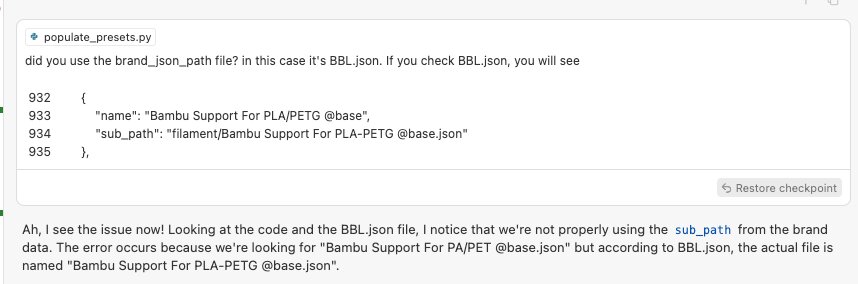 populate_presets.py
did you use the brand_json_path file? in this case it's BBL.json. If you check BBL.json, you will see
932 {
933 "name": "Bambu Support For PLA/PETG @base",
934 "sub_path": "filament/Bambu Support For PLA-PETG @base.json"
935 },
Restore checkpoint
Ah, I see the issue now! Looking at the code and the BBL.json file, I notice that we're not properly using the sub_path from the brand
data. The error occurs because we're looking for "Bambu Support For PA/PET @base.json" but according to BBL.json, the actual file is
named "Bambu Support For PLA-PETG @base.json".